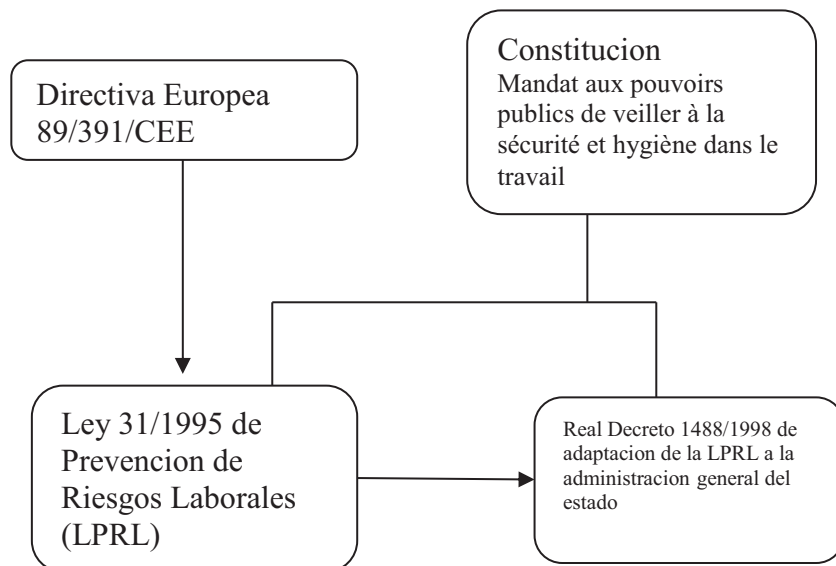 Directiva Europea
89/391/CEE
Constitucion
Mandat aux pouvoirs
publics de veiller à la
sécurité et hygiène dans le
travail
Ley 31/1995 de
Prevencion de
Riesgos Laborales
(LPRL)
Real Decreto 1488/1998 de
adaptacion de la LPRL a la
administracion general del
estado